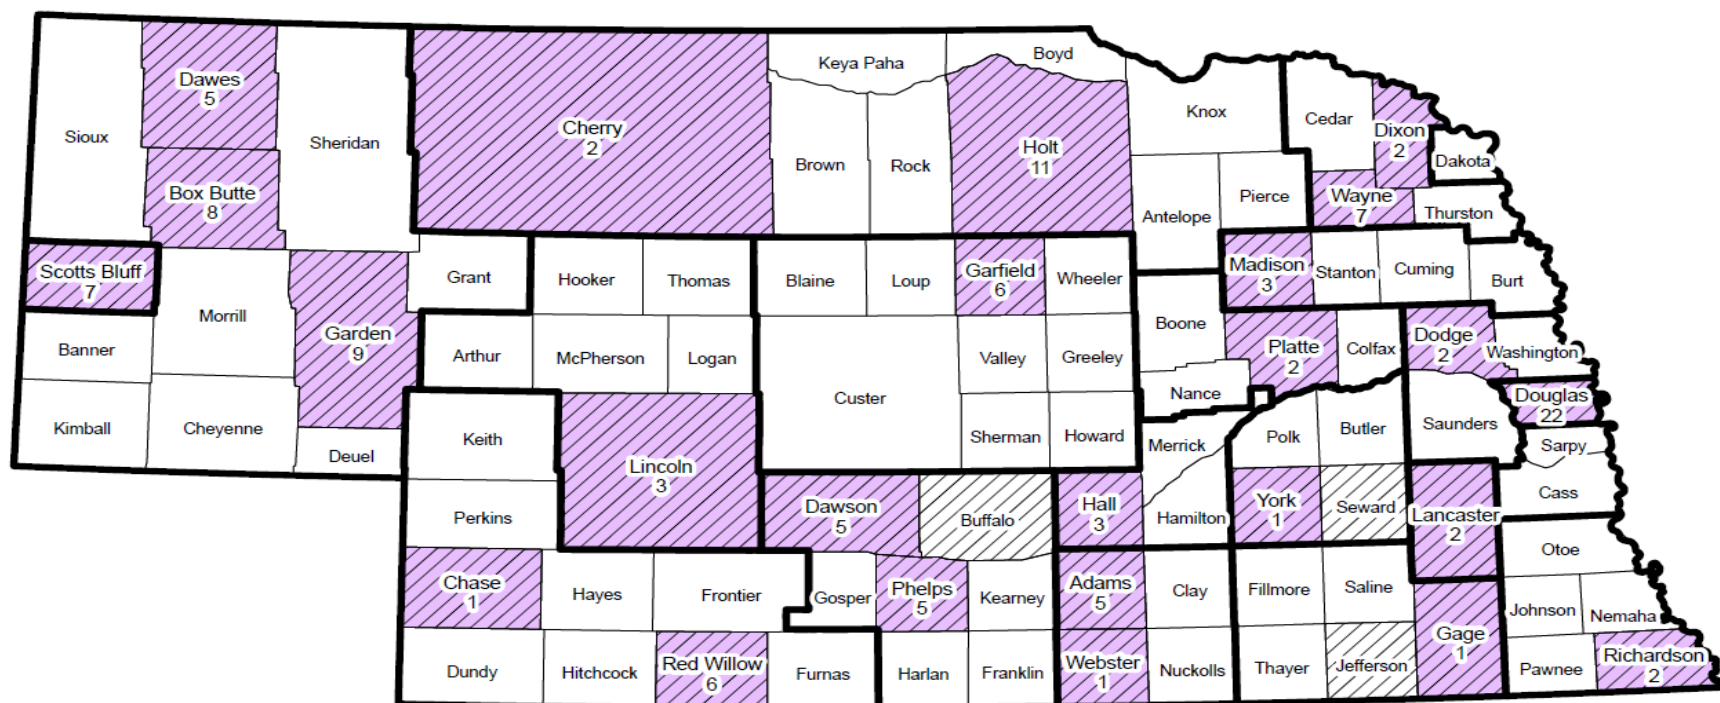 Boyd
Keya Paha
Dawes
5
Knox
Cedar
Cherry
2
Dixon
2
Sioux
Sheridan
Holt
11
Brown
Rock
Dakota
Box Butte
8
Pierce
Wayne
7
Antelope
Thurston
Scotts Bluff
7
Grant
Hooker
Thomas
Blaine
Loup
Garfield
6
Wheeler
Madison
3
Stanton
Cuming
Burt
Morrill
Boone
Banner
Garden
9
Arthur
McPherson
Logan
Valley
Greeley
Platte
2
Colfax
Dodge
2
Washington
Custer
Nance
Douglas
22
Kimball
Cheyenne
Keith
Sherman
Howard
Merrick
Polk
Butler
Saunders
Sarpy
Deuel
Lincoln
3
Cass
Perkins
Dawson
5
Buffalo
Hall
3
Hamilton
York
1
Seward
Lancaster
2
Otoe
Chase
1
Hayes
Frontier
Gosper
Phelps
5
Kearney
Adams
5
Clay
Fillmore
Saline
Johnson
Nemaha
Gage
1
Dundy
Hitchcock
Red Willow
6
Furnas
Harlan
Franklin
Webster
1
Nuckolls
Thayer
Jefferson
Pawnee
Richardson
2